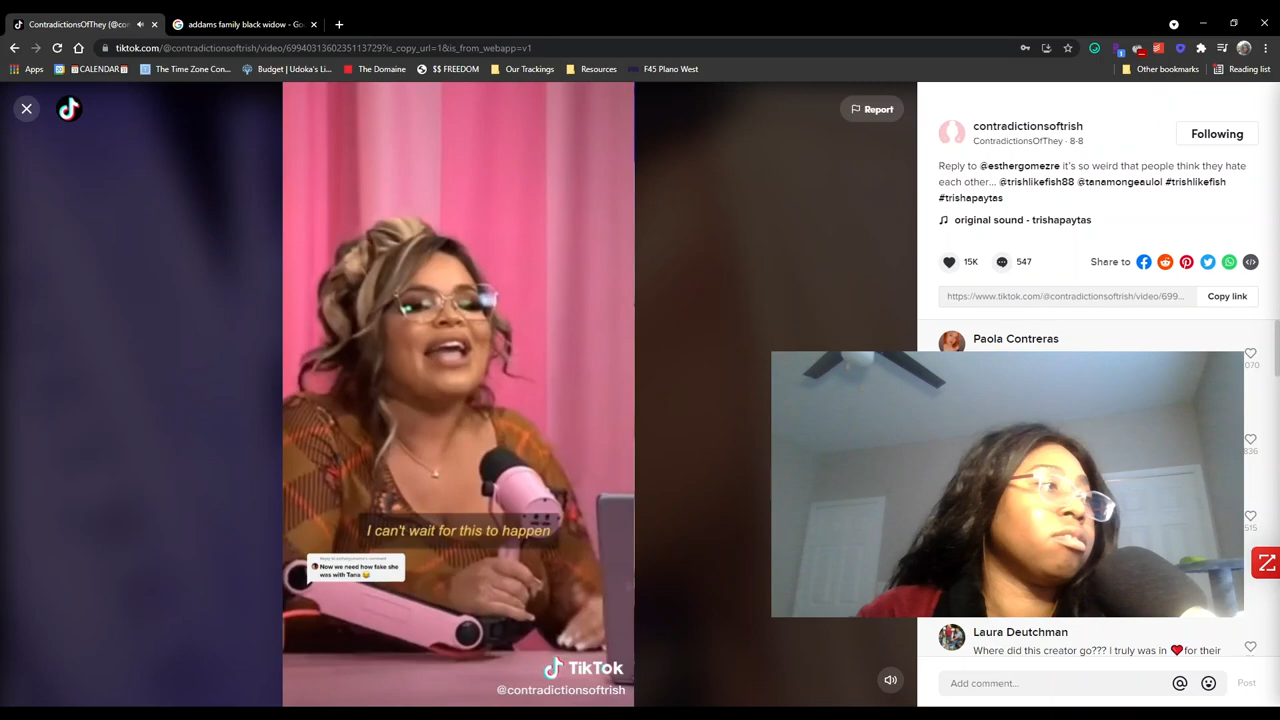 ContradictionsOfThey (@co
addams family black widow - Go
tiktok.com/@contradictionsoftrish/video/6994031360235113729?is_copy_url=1&is_from_webapp=v1
Apps
CALENDAR
The Time Zone Con...
Budget | Udoka's Li...
The Domaine
$$ FREEDOM
Our Trackings
Resources
F45 Plano West
Other bookmarks
Reading list
Report
contradictionsoftrish
ContradictionsOfThey · 8-8
Following
Reply to @esthergomezre it's so weird that people think they hate
each other... @trishlikefish88 @tanamongeaulol #trishlikefish
#trishapaytas
original sound - trishapaytas
15K
547
Share to
https://www.tiktok.com/@contradictionsoftrish/video/699...
Copy link
Paola Contreras
070
836
515
I can't wait for this to happen
Now we need how fake she
was with Tana 😂
TikTok
@contradictionsoftrish
Laura Deutchman
Where did this creator go??? I truly was in ❤️for their
Add comment...
Post